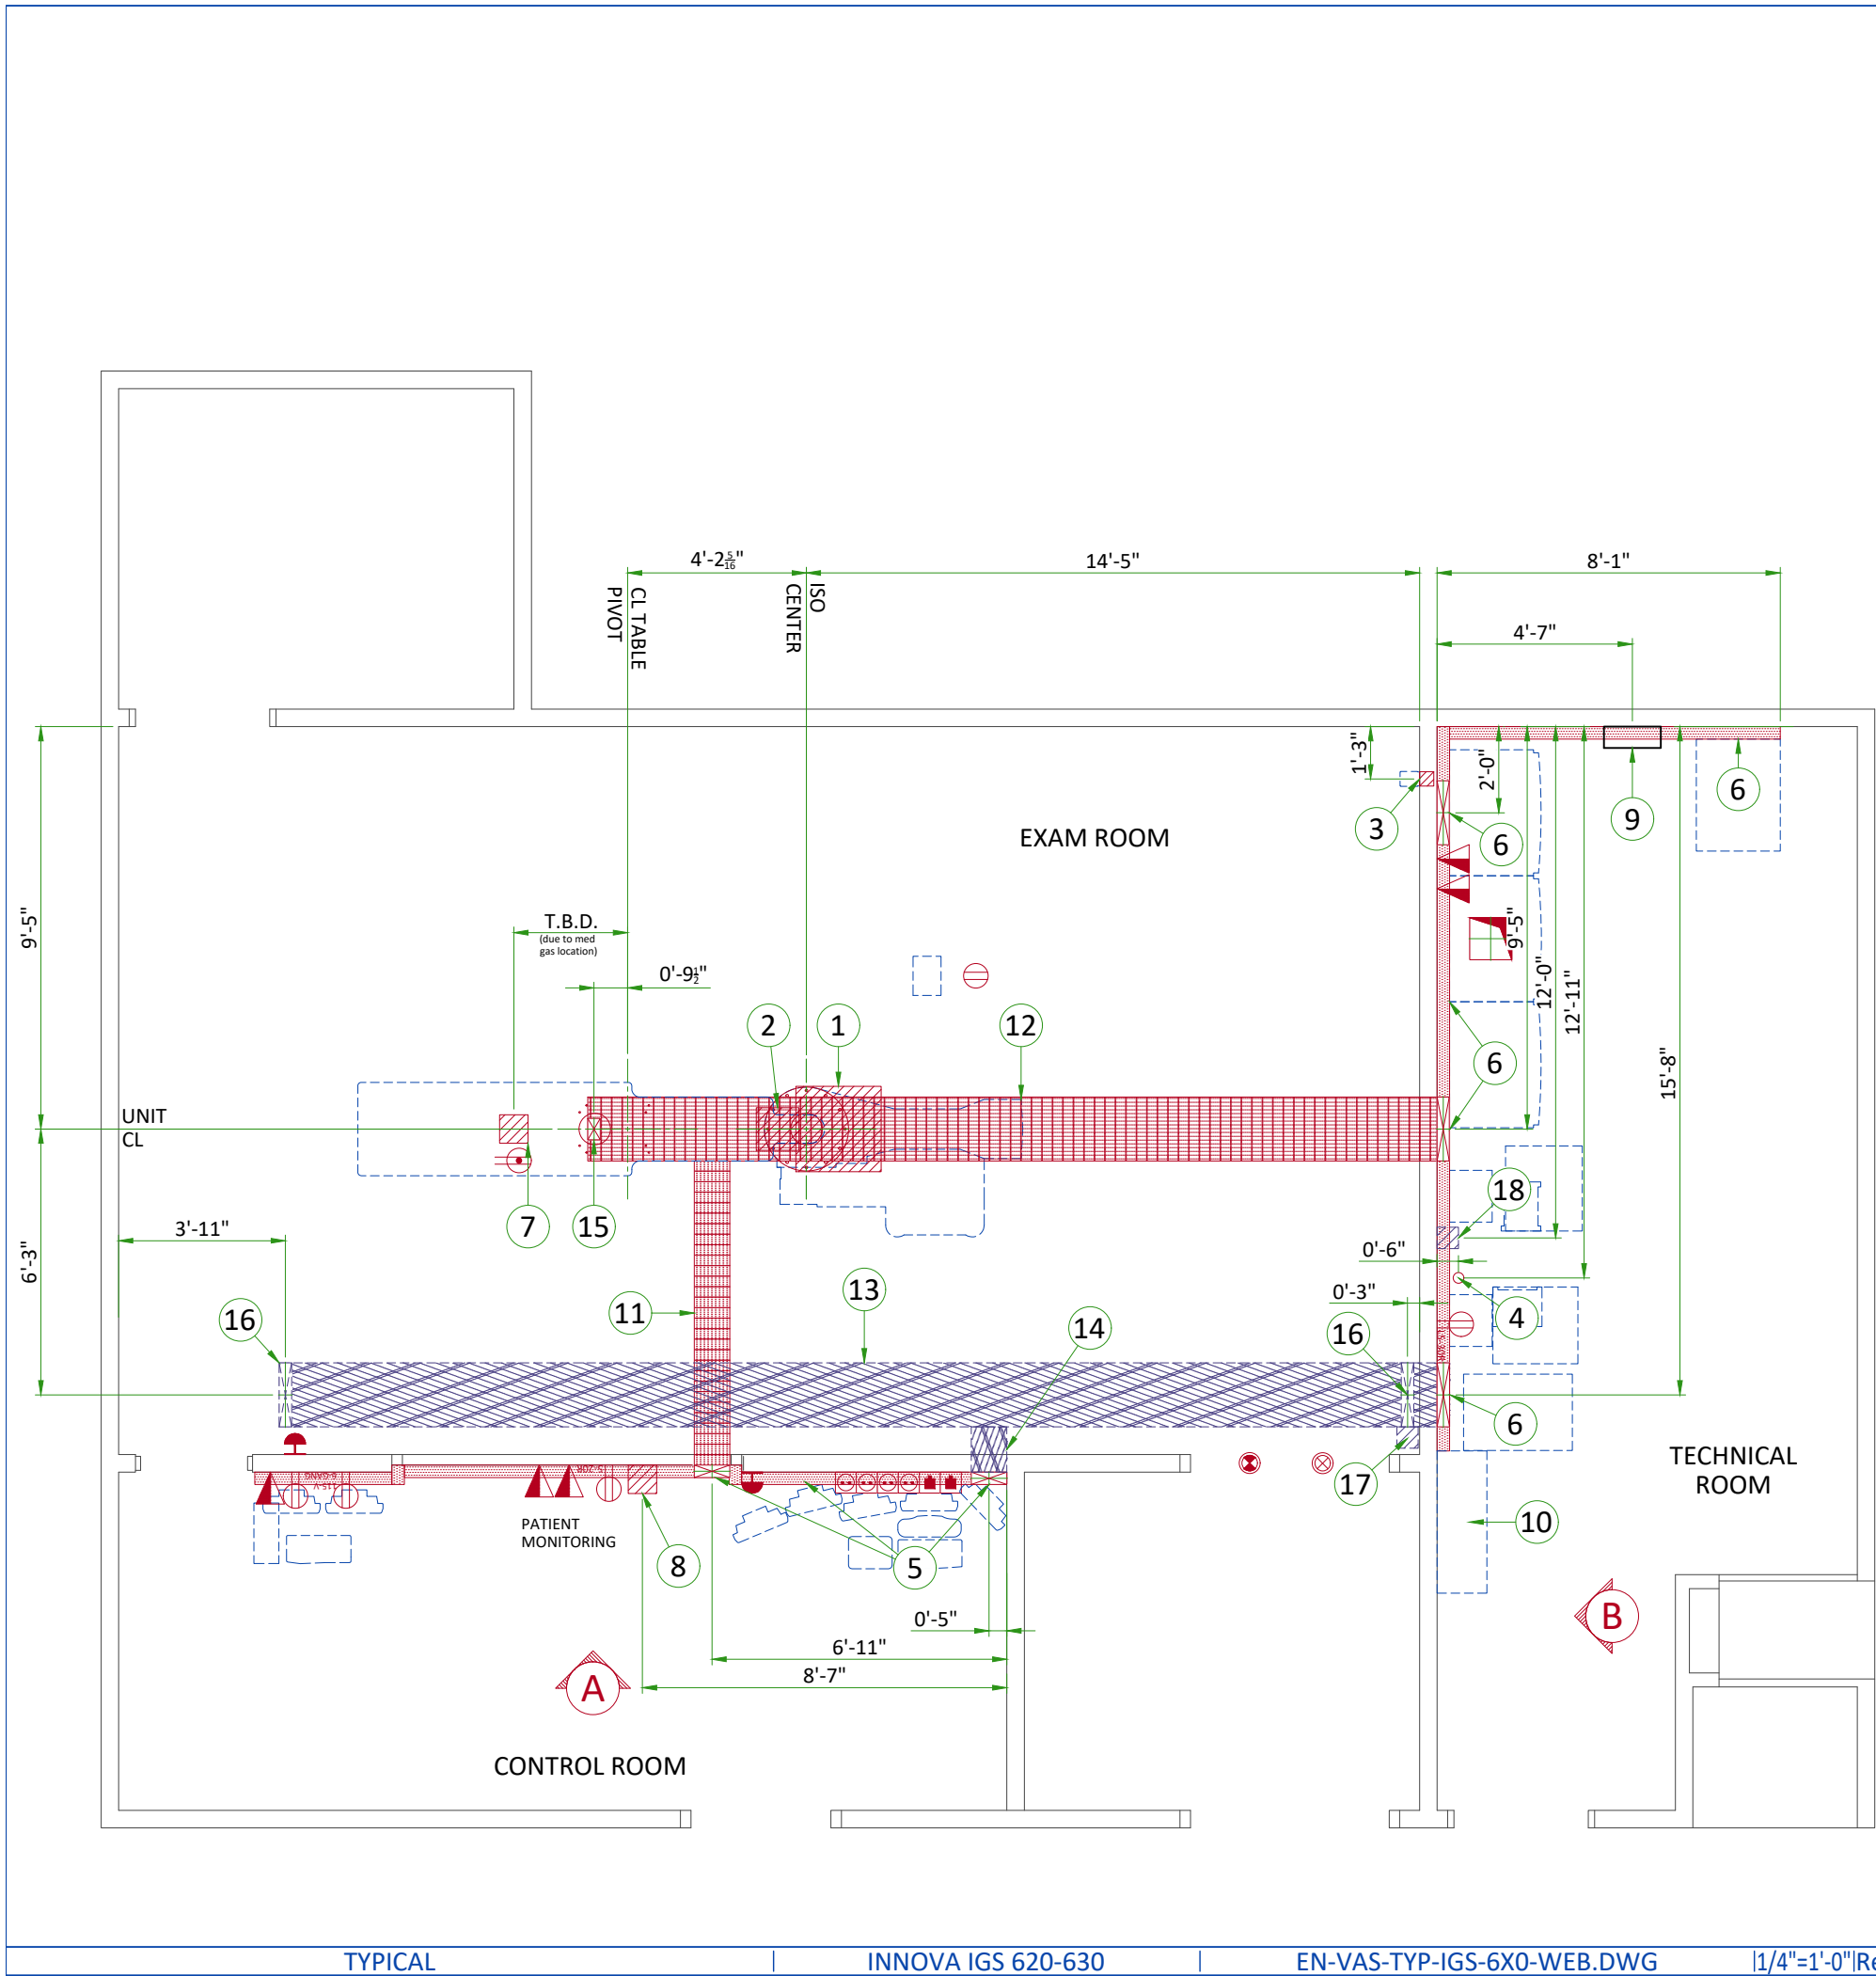 4'-2 5/16"
14'-5"
8'-1"
ISO
CENTER
CL TABLE
PIVOT
4'-7"
1'-3"
2'-0"
6
9
3
6
EXAM ROOM
9'-5"
T.B.D.
(due to med
gas location)
9'-5"
0'-9 1/2"
12'-0"
12'-11"
2
1
12
6
15'-8"
UNIT
CL
18
7
15
3'-11"
6'-3"
0'-6"
13
0'-3"
16
11
14
16
4
6
TECHNICAL
ROOM
17
6-GANG
115-V
PATIENT
MONITORING
10
8
5
0'-5"
B
6'-11"
A
8'-7"
CONTROL ROOM
TYPICAL
INNOVA IGS 620-630
EN-VAS-TYP-IGS-6X0-WEB.DWG
1/4"=1'-0"